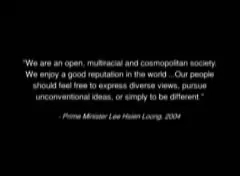 "We are an open, multiracial and cosmopolitan society.
We enjoy a good reputation in the world ...Our people
should feel free to express diverse views, pursue
unconventional ideas, or simply to be different."
- Prime Minister Lee Hsien Loong, 2004